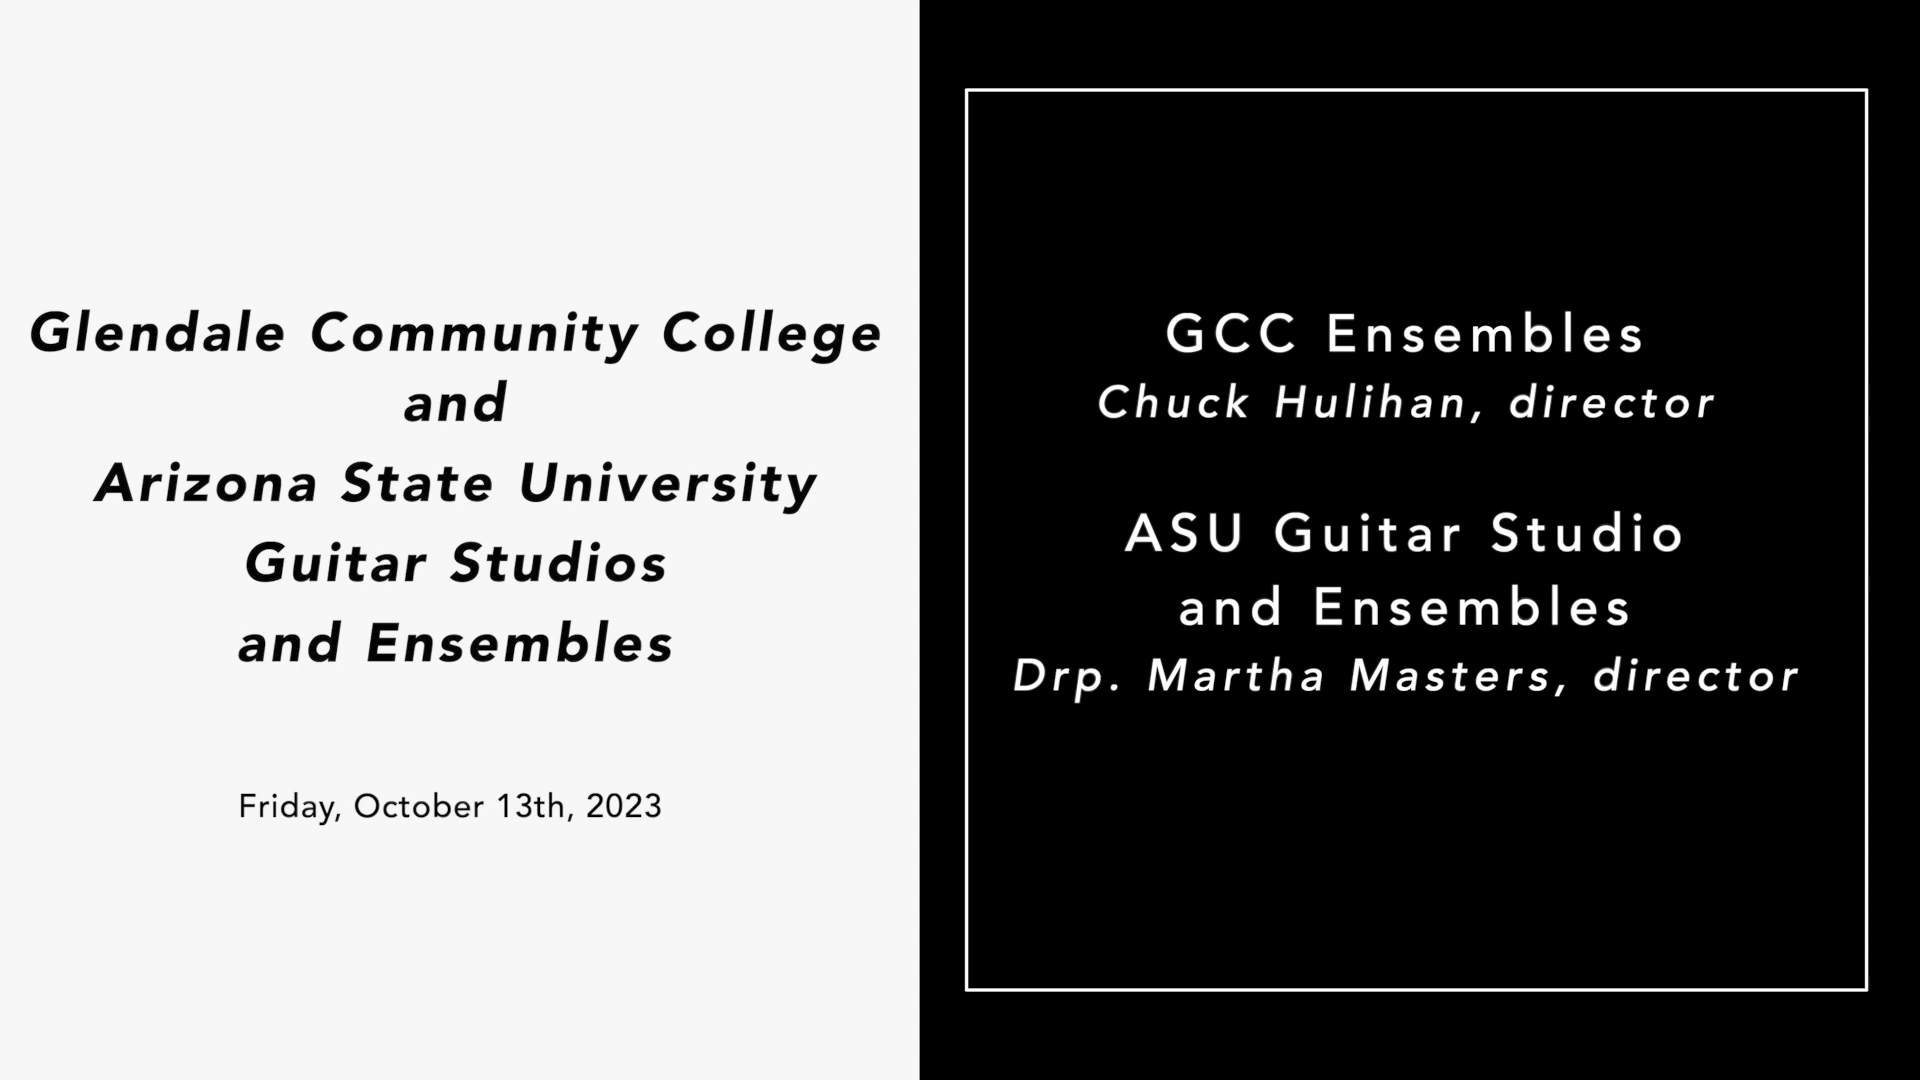 Glendale Community College
and
Arizona State University
Guitar Studios
and Ensembles
Friday, October 13th, 2023
GCC Ensembles
Chuck Hulihan, director
ASU Guitar Studio
and Ensembles
Drp. Martha Masters, director